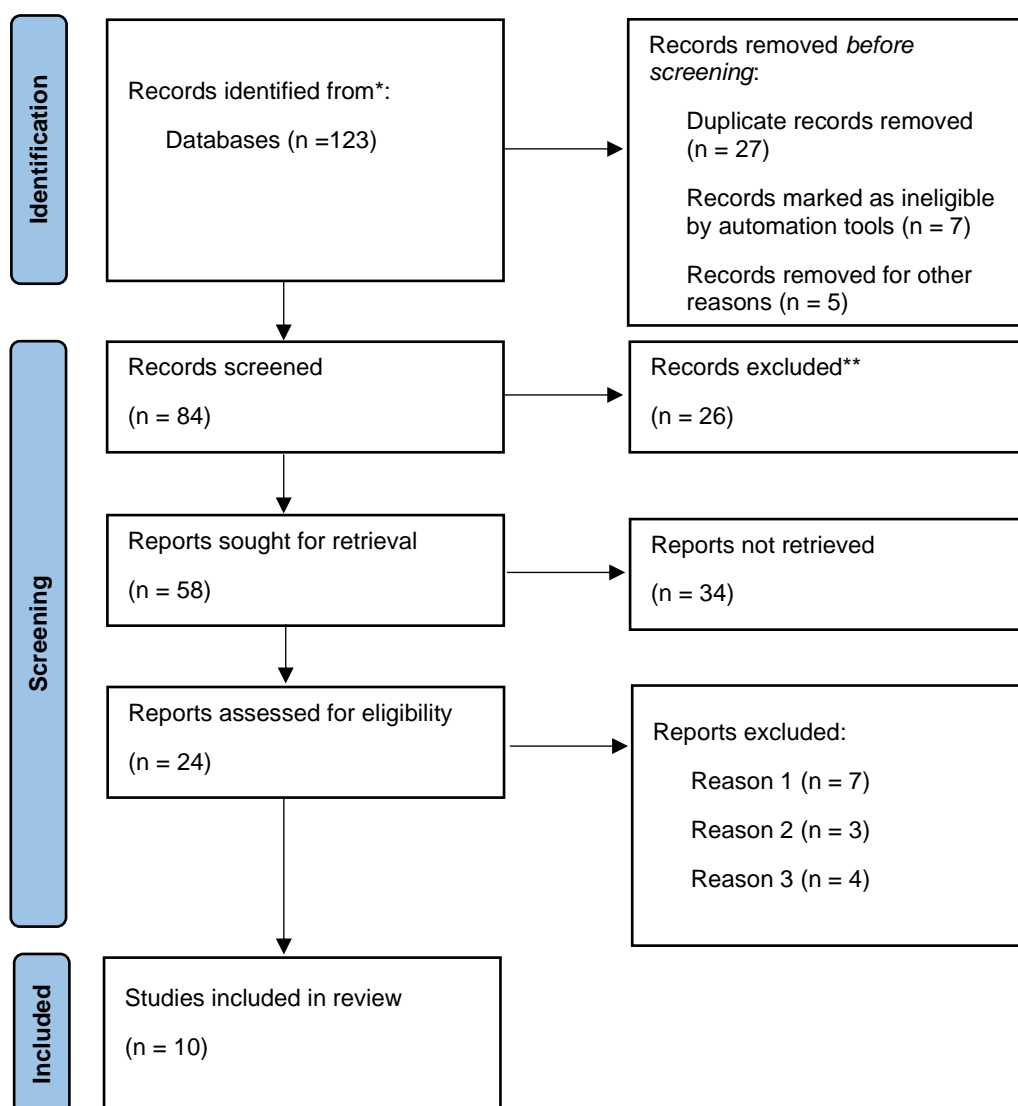 Identification
Records identified from*:
Databases (n =123)
Records removed before
screening:
Duplicate records removed
(n = 27)
Records marked as ineligible
by automation tools (n = 7)
Records removed for other
reasons (n = 5)
Screening
Records screened
(n = 84)
Records excluded**
(n = 26)
Reports sought for retrieval
(n = 58)
Reports not retrieved
(n = 34)
Reports assessed for eligibility
(n = 24)
Reports excluded:
Reason 1 (n = 7)
Reason 2 (n = 3)
Reason 3 (n = 4)
Included
Studies included in review
(n = 10)